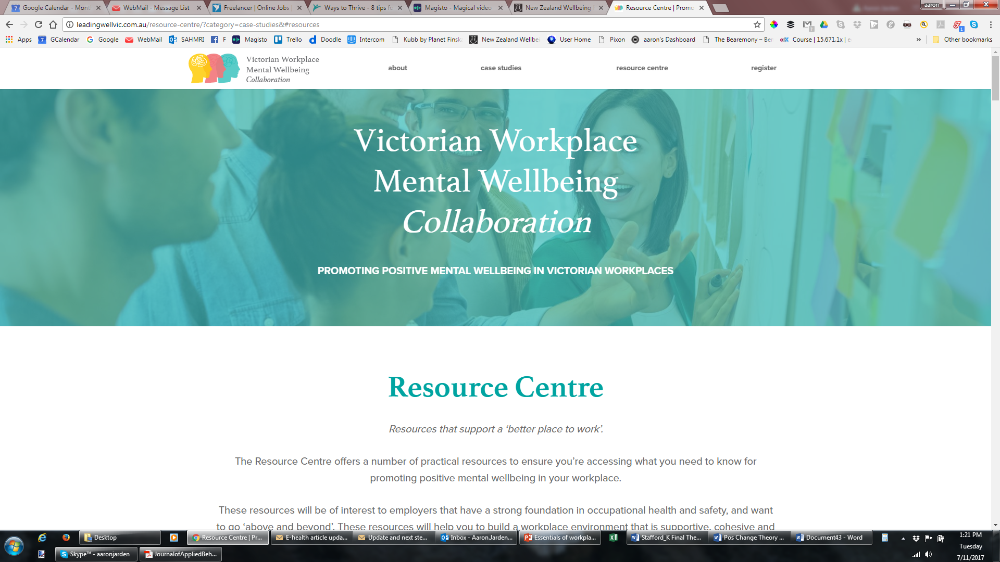 Google Calendar - Mont
WebMail - Message List
Freelancer | Online Jobs
Ways to Thrive - 8 tips fo
Magisto - Magical video
New Zealand Wellbeing
Resource Centre | Promo
aaron
leadingwellvic.com.au/resource-centre/?category=case-studies&#resources
Apps
GCalendar
Google
WebMail
SAHMRI
F
Magisto
Trello
Doodle
Intercom
Kubb by Planet Finska
New Zealand Wellbei
User Home
Pixon
aaron's Dashboard
The Bearemony – Ber
Course | 15.671.1x | e
»
Other bookmarks
Victorian Workplace
Mental Wellbeing
Collaboration
about
case studies
resource centre
register
Victorian Workplace
Mental Wellbeing
Collaboration
PROMOTING POSITIVE MENTAL WELLBEING IN VICTORIAN WORKPLACES
Resource Centre
Resources that support a ‘better place to work’.
The Resource Centre offers a number of practical resources to ensure you’re accessing what you need to know for
promoting positive mental wellbeing in your workplace.
These resources will be of interest to employers that have a strong foundation in occupational health and safety, and want
to go ‘above and beyond’. These resources will help you to build a workplace environment that is supportive, cohesive and
Desktop
Resource Centre | Pr...
E-health article upda...
Update and next ste...
Inbox - Aaron.Jarden...
Essentials of workpla...
Stafford_K Final The...
Pos Change Theory ...
Document43 - Word
1:21 PM
Tuesday
7/11/2017
Skype™ - aaronjarden
JournalofAppliedBeh...